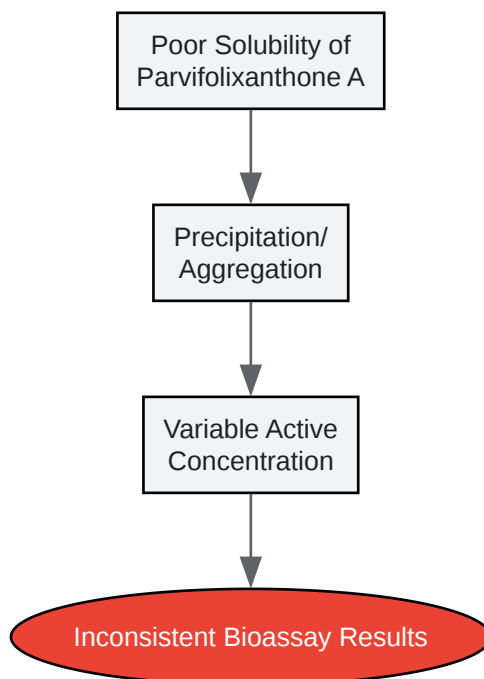 Poor Solubility of
Parvifolixanthone A
Precipitation/
Aggregation
Variable Active
Concentration
Inconsistent Bioassay Results